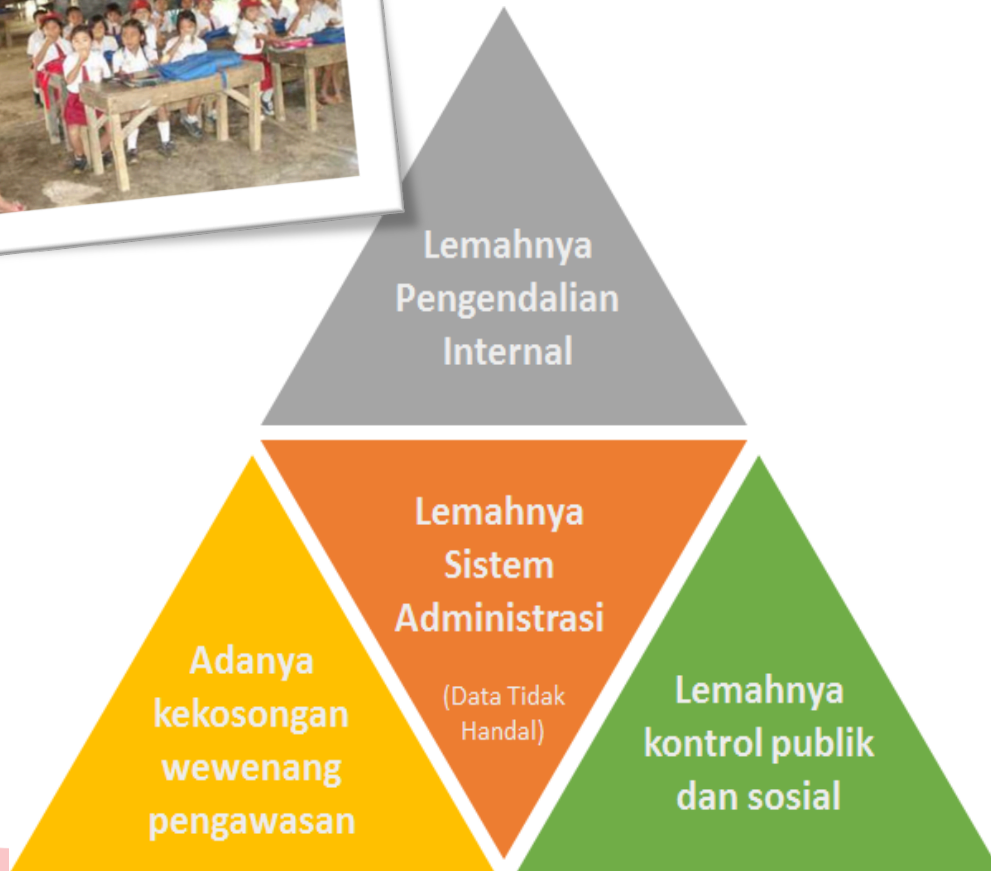 Lemahnya
Pengendalian
Internal
Lemahnya
Sistem
Administrasi
(Data Tidak
Handal)
Adanya
kekosongan
wewenang
pengawasan
Lemahnya
kontrol publik
dan sosial